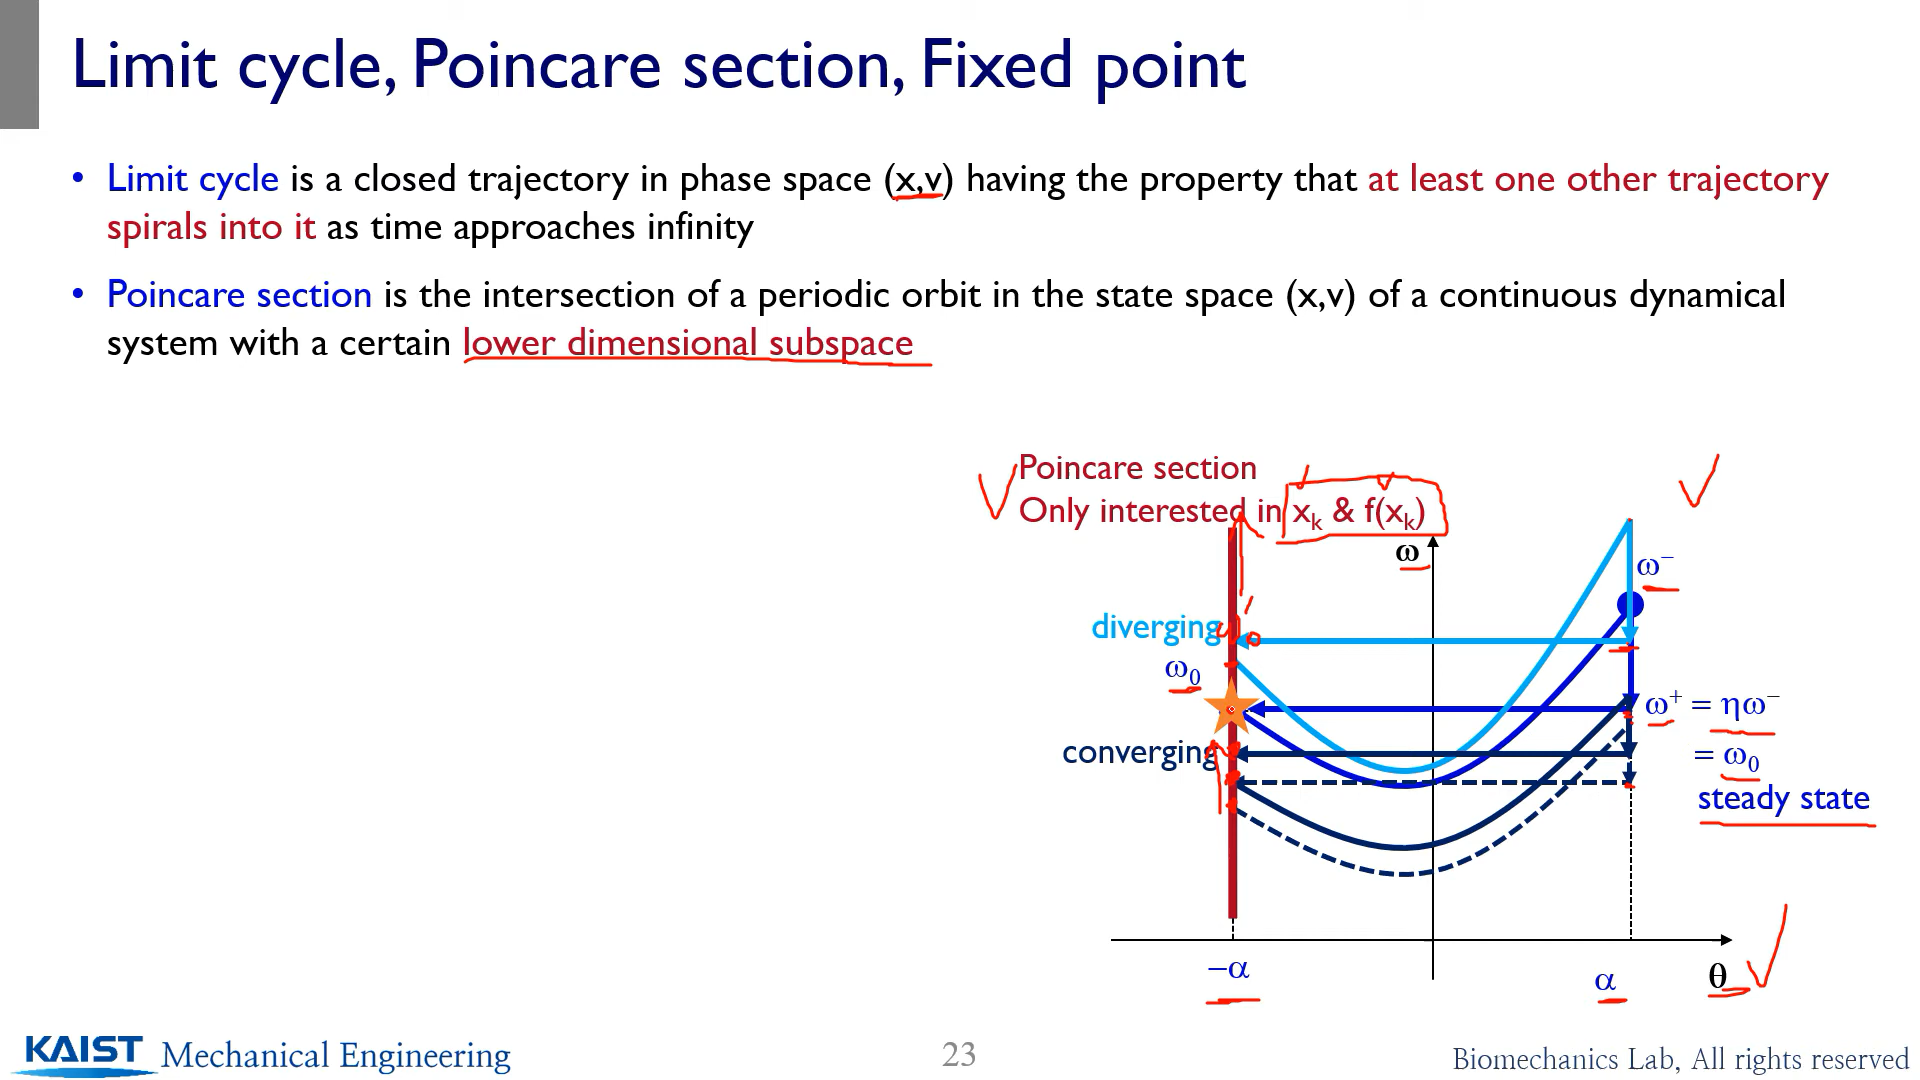 Limit cycle, Poincare section, Fixed point
• Limit cycle is a closed trajectory in phase space (x,v) having the property that at least one other trajectory
spirals into it as time approaches infinity
• Poincare section is the intersection of a periodic orbit in the state space (x,v) of a continuous dynamical
system with a certain lower dimensional subspace
Poincare section
Only interested in xₖ & f(xₖ)
ω
ω⁻
diverging
ω₀
ω⁺ = ηω⁻
converging
= ω₀
steady state
−α
α
θ
KAIST Mechanical Engineering
23
Biomechanics Lab, All rights reserved